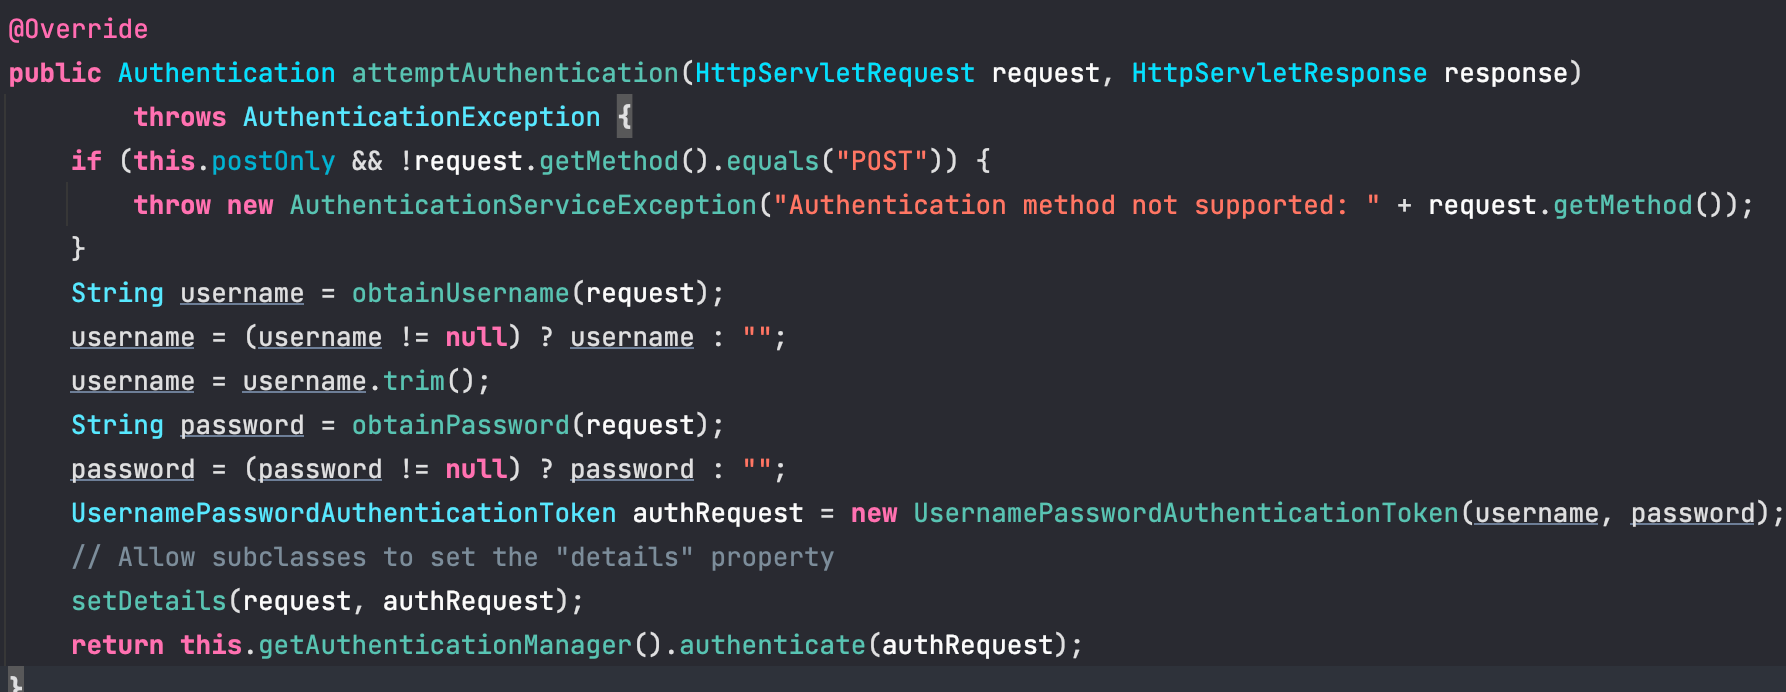 @Override
public Authentication attemptAuthentication(HttpServletRequest request, HttpServletResponse response)
        throws AuthenticationException {
    if (this.postOnly && !request.getMethod().equals("POST")) {
        throw new AuthenticationServiceException("Authentication method not supported: " + request.getMethod());
    }
    String username = obtainUsername(request);
    username = (username != null) ? username : "";
    username = username.trim();
    String password = obtainPassword(request);
    password = (password != null) ? password : "";
    UsernamePasswordAuthenticationToken authRequest = new UsernamePasswordAuthenticationToken(username, password);
    // Allow subclasses to set the "details" property
    setDetails(request, authRequest);
    return this.getAuthenticationManager().authenticate(authRequest);
}